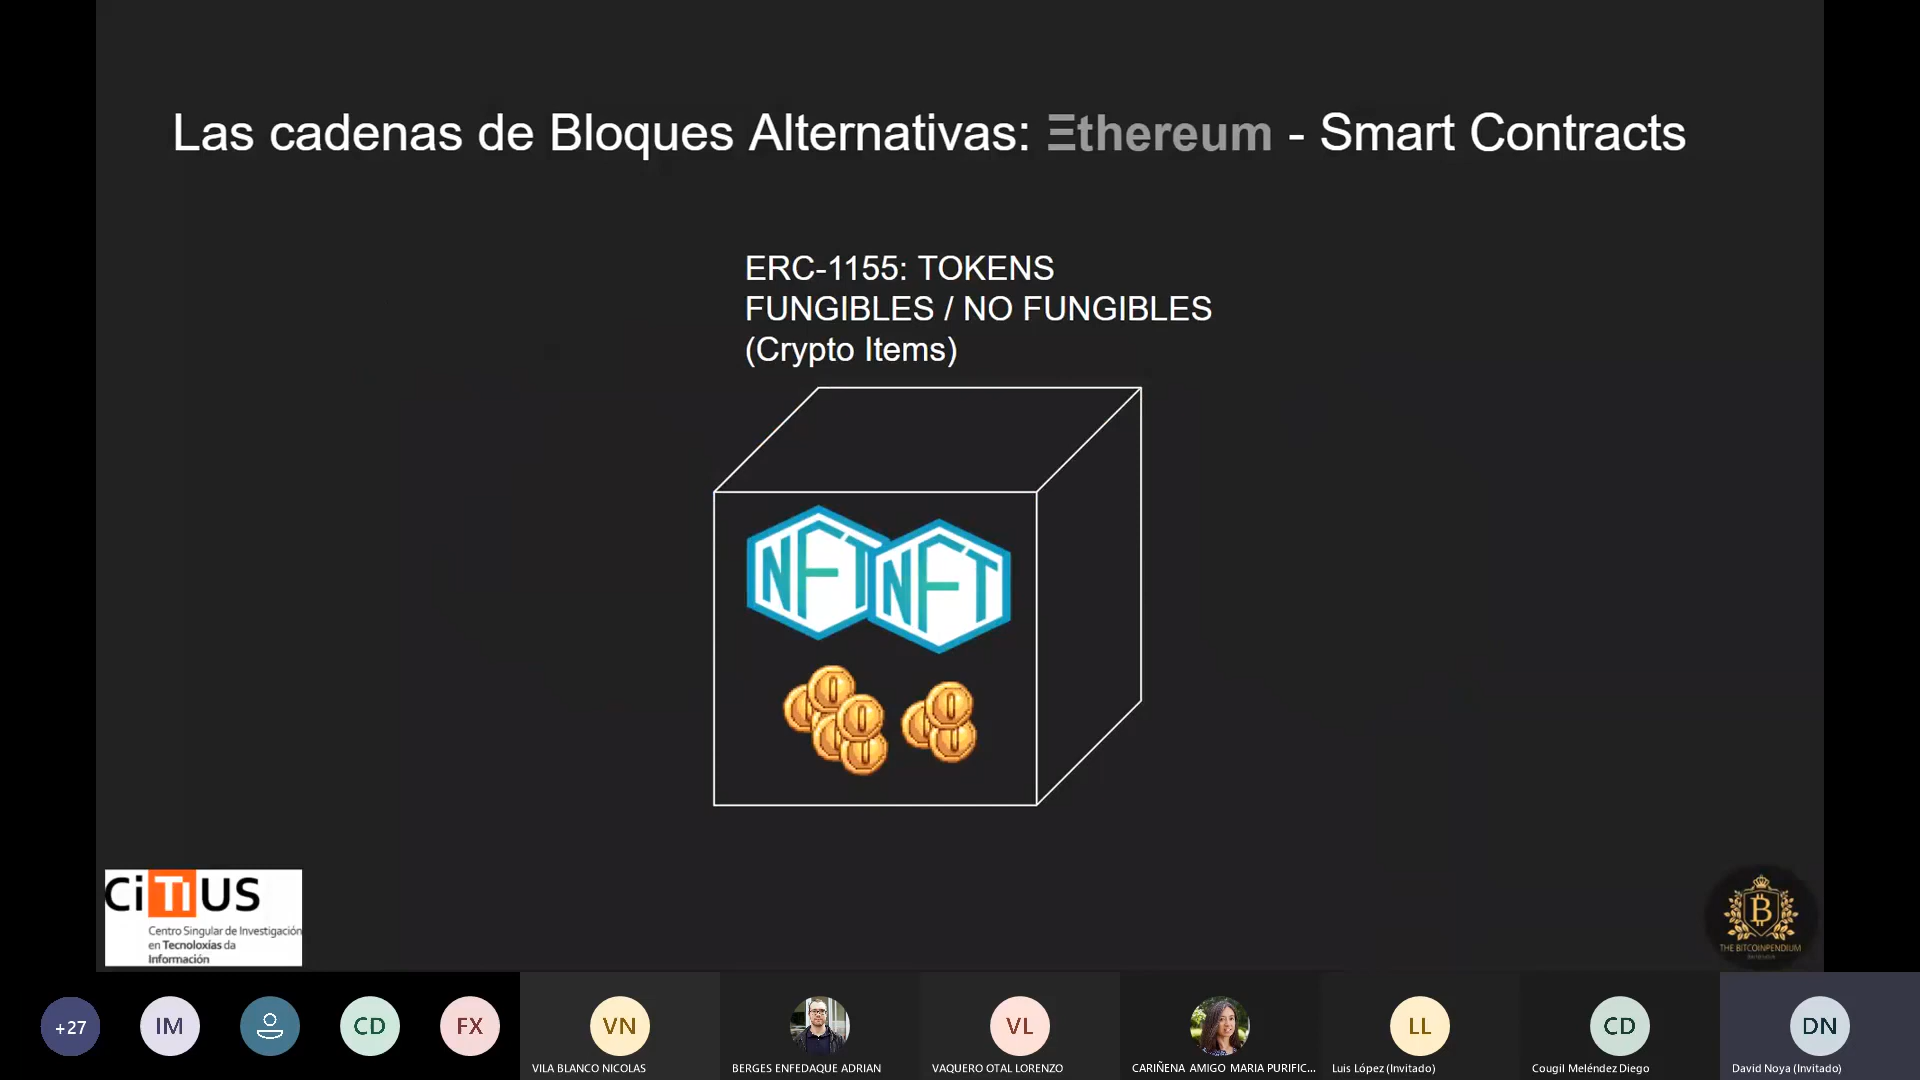 Las cadenas de Bloques Alternativas: Ξthereum - Smart Contracts
ERC-1155: TOKENS
FUNGIBLES / NO FUNGIBLES
(Crypto Items)
NFT NFT
CiTIUS
Centro Singular de Investigación
en Tecnoloxías da
Información
THE BITCOINPENDIUM
+27
IM
CD
FX
VN
VL
LL
CD
DN
VILA BLANCO NICOLAS
BERGES ENFEDAQUE ADRIAN
VAQUERO OTAL LORENZO
CARIÑENA AMIGO MARIA PURIFIC...
Luis López (Invitado)
Cougil Meléndez Diego
David Noya (Invitado)